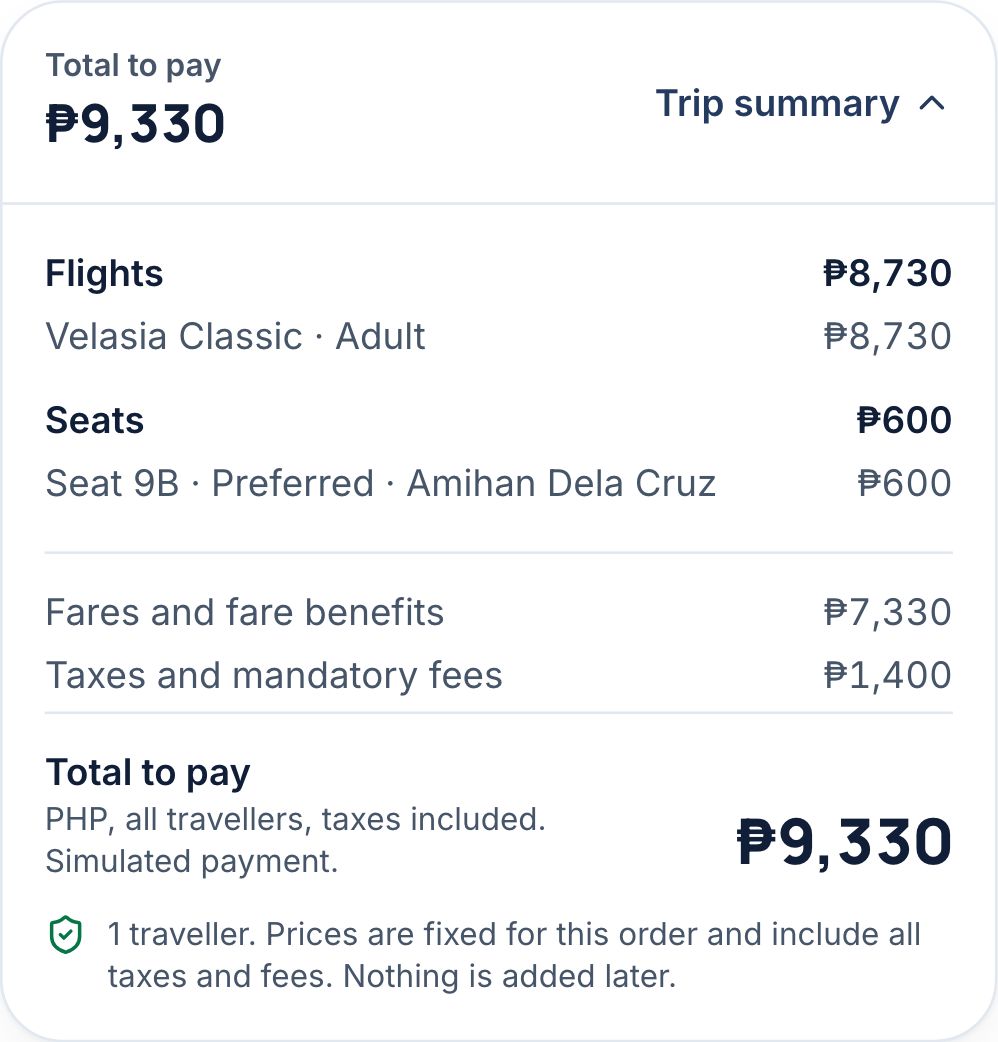 Total to pay
₱9,330
Trip summary
Flights ₱8,730
Velasia Classic · Adult ₱8,730
Seats ₱600
Seat 9B · Preferred · Amihan Dela Cruz ₱600
Fares and fare benefits ₱7,330
Taxes and mandatory fees ₱1,400
Total to pay
PHP, all travellers, taxes included.
Simulated payment.
₱9,330
1 traveller. Prices are fixed for this order and include all
taxes and fees. Nothing is added later.